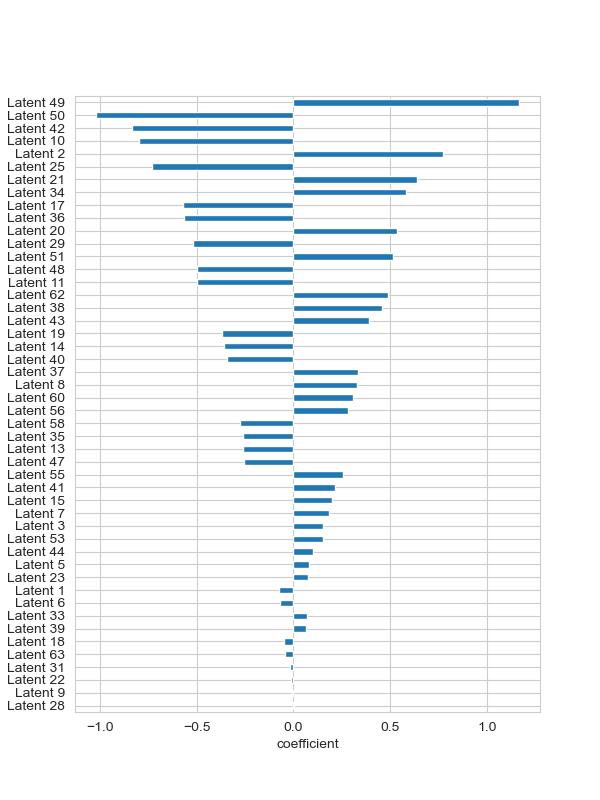 Latent 49
Latent 50
Latent 42
Latent 10
Latent 2
Latent 25
Latent 21
Latent 34
Latent 17
Latent 36
Latent 20
Latent 29
Latent 51
Latent 48
Latent 11
Latent 62
Latent 38
Latent 43
Latent 19
Latent 14
Latent 40
Latent 37
Latent 8
Latent 60
Latent 56
Latent 58
Latent 35
Latent 13
Latent 47
Latent 55
Latent 41
Latent 15
Latent 7
Latent 3
Latent 53
Latent 44
Latent 5
Latent 23
Latent 1
Latent 6
Latent 33
Latent 39
Latent 18
Latent 63
Latent 31
Latent 22
Latent 9
Latent 28
−1.0 −0.5 0.0 0.5 1.0
coefficient